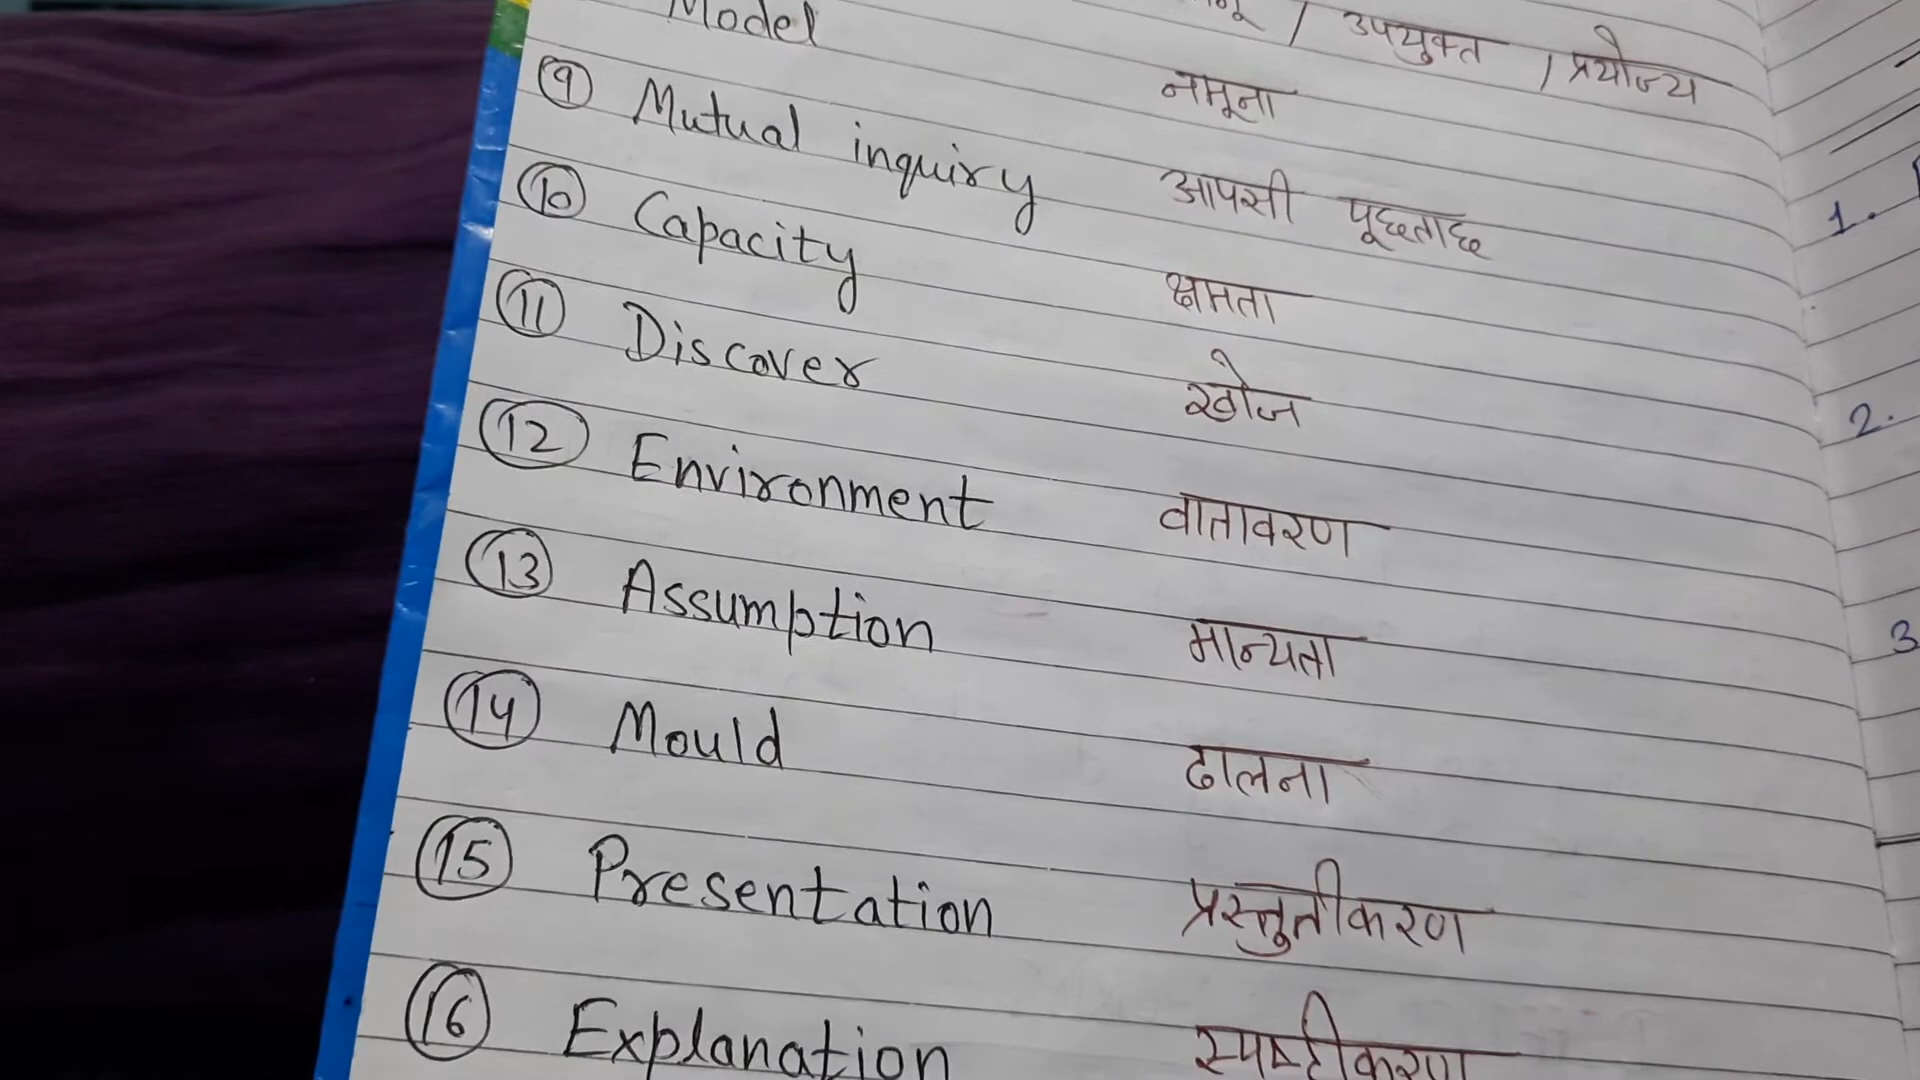 / उपयुक्त / प्रयोज्य
Model नमूना
9 Mutual inquiry आपसी पूछताछ
10 Capacity क्षमता
11 Discover खोज
12 Environment वातावरण
13 Assumption मान्यता
14 Mould ढालना
15 Presentation प्रस्तुतीकरण
16 Explanation स्पष्टीकरण
1.
2.
3